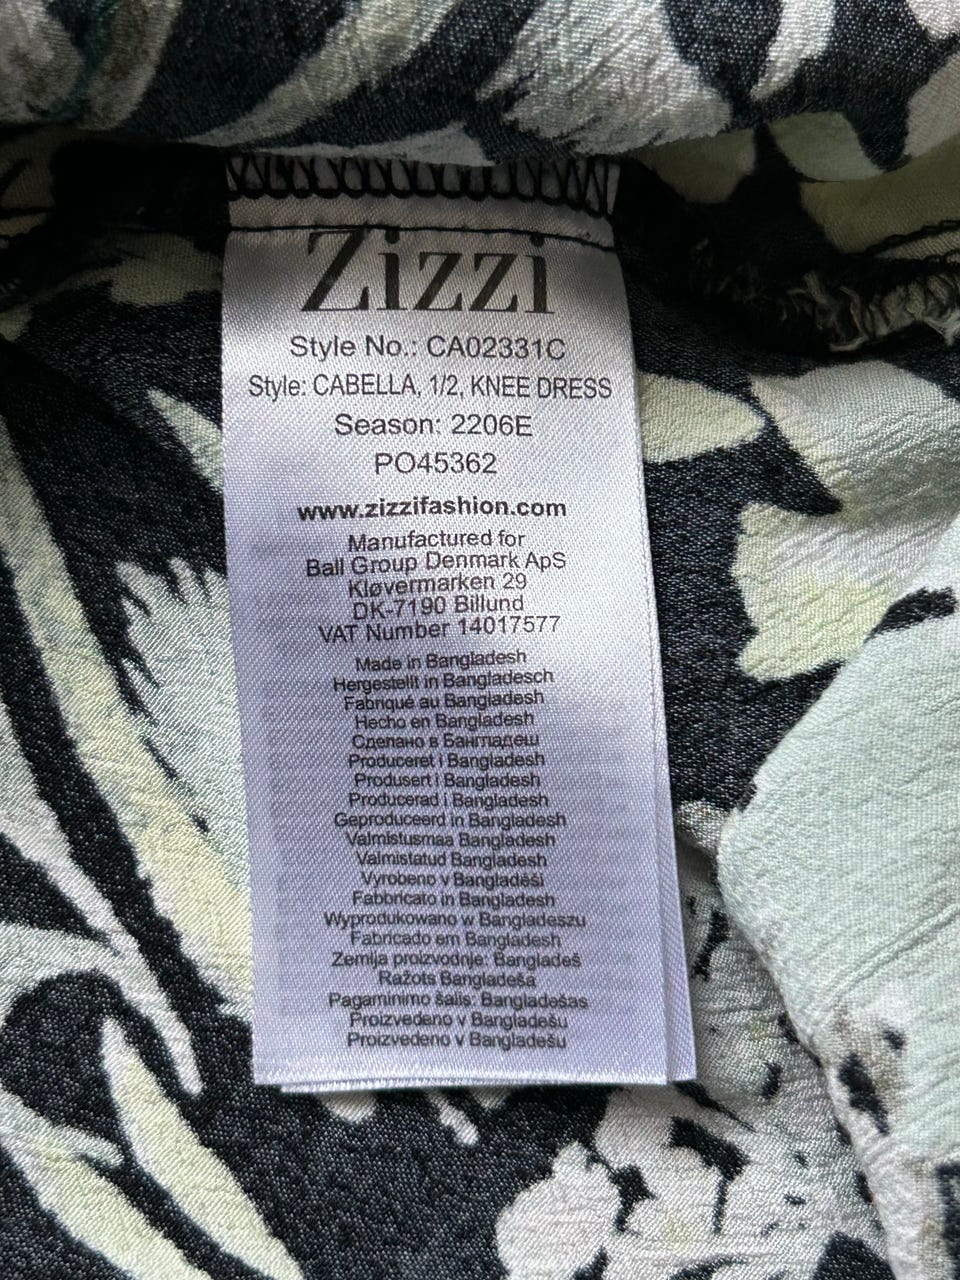 Zizzi
Style No.: CA02331C
Style: CABELLA, 1/2, KNEE DRESS
Season: 2206E
PO45362
www.zizzifashion.com
Manufactured for
Ball Group Denmark ApS
Kløvermarken 29
DK-7190 Billund
VAT Number 14017577
Made in Bangladesh
Hergestellt in Bangladesch
Fabriqué au Bangladesh
Hecho en Bangladesh
Сделано в Бангладеш
Produceret i Bangladesh
Produsert i Bangladesh
Producerad i Bangladesh
Geproduceerd in Bangladesh
Valmistusmaa Bangladesh
Valmistatud Bangladesh
Vyrobeno v Bangladéši
Fabbricato in Bangladesh
Wyprodukowano w Bangladeszu
Fabricado em Bangladesh
Zemlja proizvodnje: Bangladeš
Ražots Bangladeša
Pagaminimo šalis: Bangladešas
Proizvedeno v Bangladešu
Proizvedeno v Bangladešu